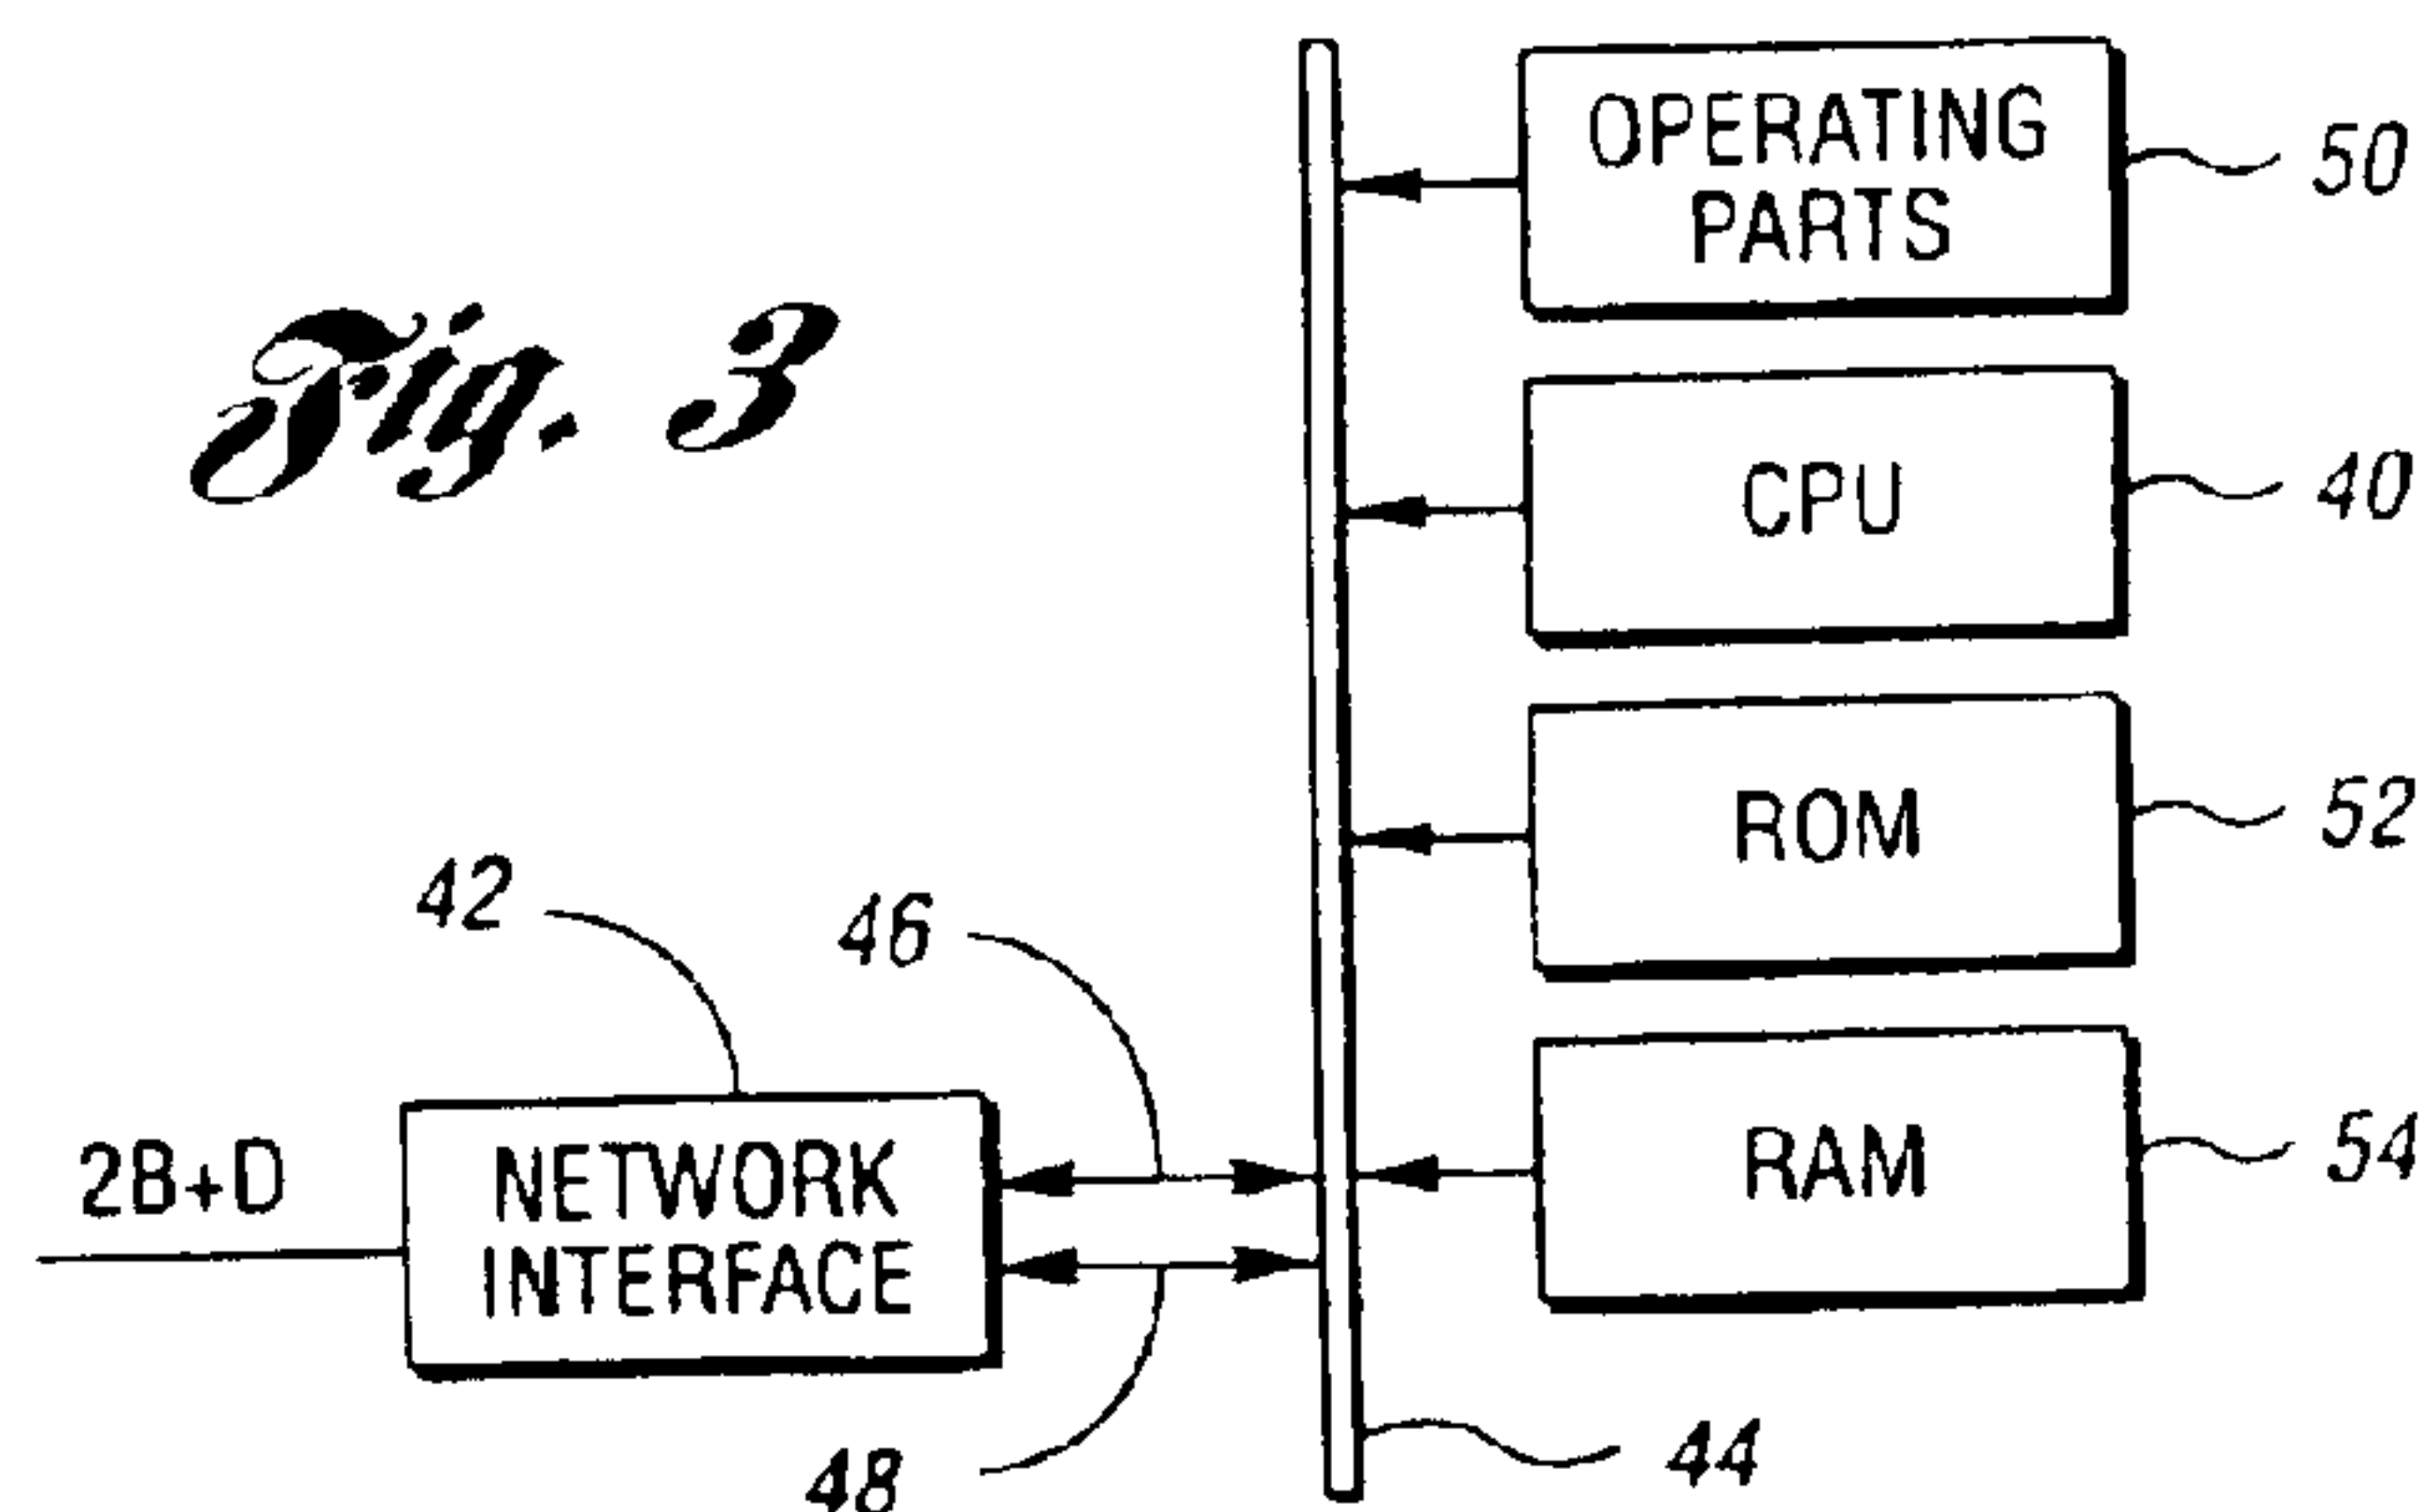 Fig. 3
OPERATING
PARTS
50
CPU
40
ROM
52
42
46
2B+D
NETWORK
INTERFACE
RAM
54
48
44